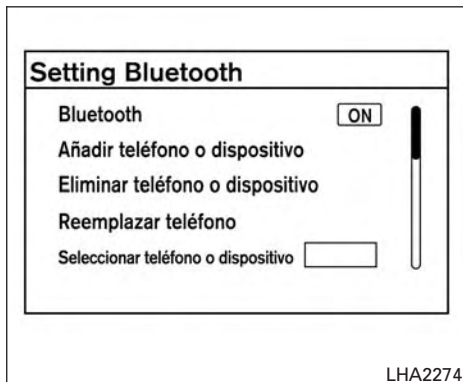 Setting Bluetooth
Bluetooth ON
Añadir teléfono o dispositivo
Eliminar teléfono o dispositivo
Reemplazar teléfono
Seleccionar teléfono o dispositivo
LHA2274